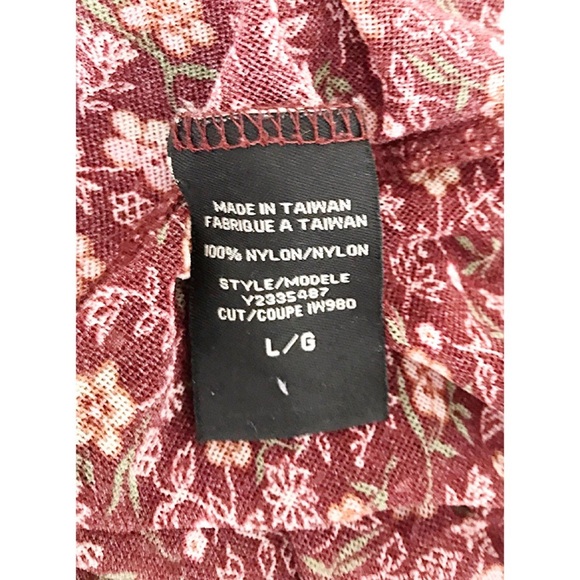 MADE IN TAIWAN
FABRIQUE A TAIWAN
100% NYLON/NYLON
STYLE/MODELE
Y2335487
CUT/COUPE IW980
L/G